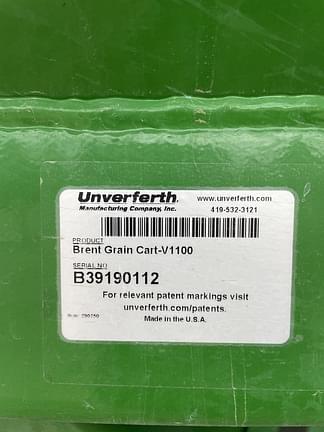 Unverferth. www.unverferth.com
Manufacturing Company, Inc. 419-532-3121
PRODUCT
Brent Grain Cart-V1100
SERIAL NO
B39190112
For relevant patent markings visit
unverferth.com/patents.
Made in the U.S.A.